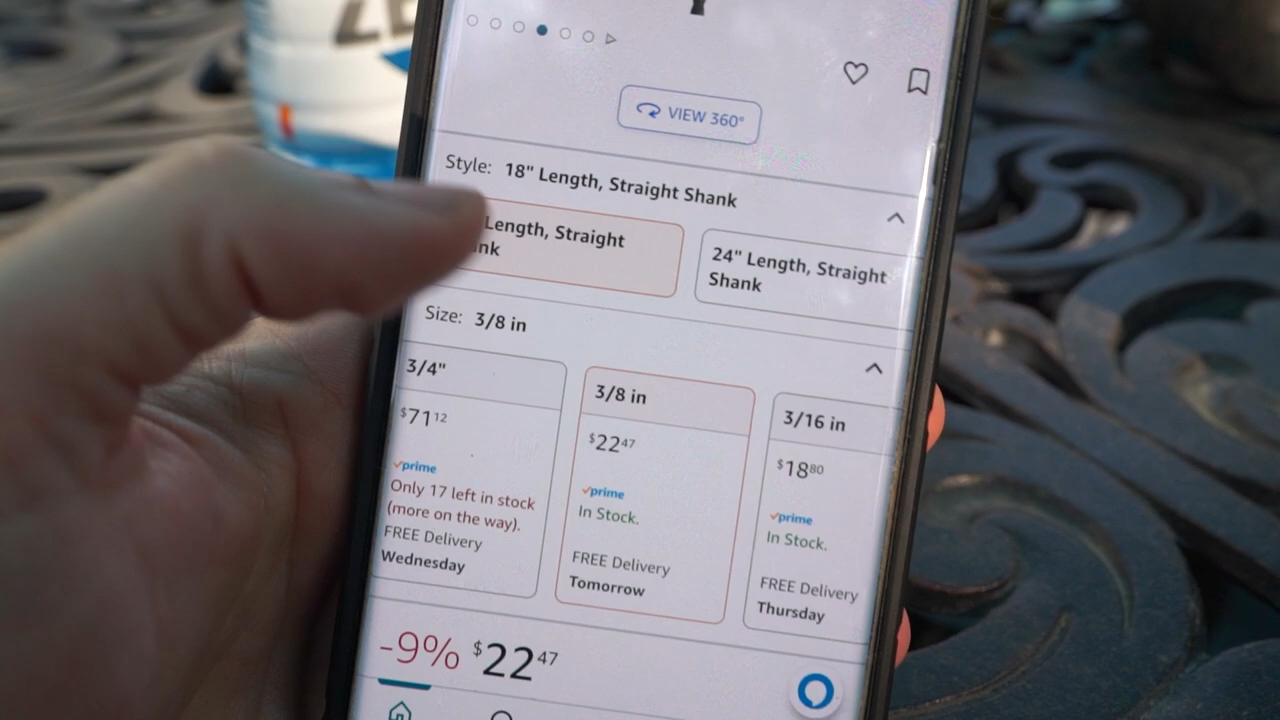 ZE
VIEW 360°
Style: 18" Length, Straight Shank
Length, Straight
nk
24" Length, Straight
Shank
Size: 3/8 in
3/4"
$71 12
prime
Only 17 left in stock
(more on the way).
FREE Delivery
Wednesday
3/8 in
$22 47
prime
In Stock.
FREE Delivery
Tomorrow
3/16 in
$18 80
prime
In Stock.
FREE Delivery
Thursday
-9% $22 47